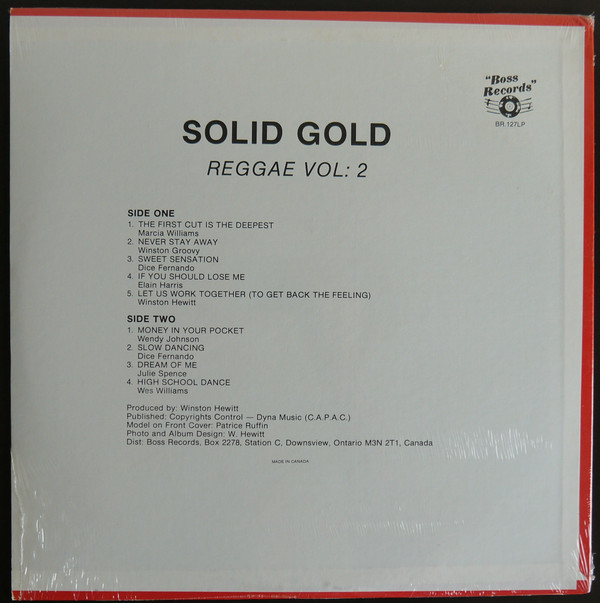 "Boss
Records"
BR.127LP
SOLID GOLD
REGGAE VOL: 2
SIDE ONE
1. THE FIRST CUT IS THE DEEPEST
Marcia Williams
2. NEVER STAY AWAY
Winston Groovy
3. SWEET SENSATION
Dice Fernando
4. IF YOU SHOULD LOSE ME
Elain Harris
5. LET US WORK TOGETHER (TO GET BACK THE FEELING)
Winston Hewitt
SIDE TWO
1. MONEY IN YOUR POCKET
Wendy Johnson
2. SLOW DANCING
Dice Fernando
3. DREAM OF ME
Julie Spence
4. HIGH SCHOOL DANCE
Wes Williams
Produced by: Winston Hewitt
Published: Copyrights Control — Dyna Music (C.A.P.A.C.)
Model on Front Cover: Patrice Ruffin
Photo and Album Design: W. Hewitt
Dist: Boss Records, Box 2278, Station C, Downsview, Ontario M3N 2T1, Canada
MADE IN CANADA